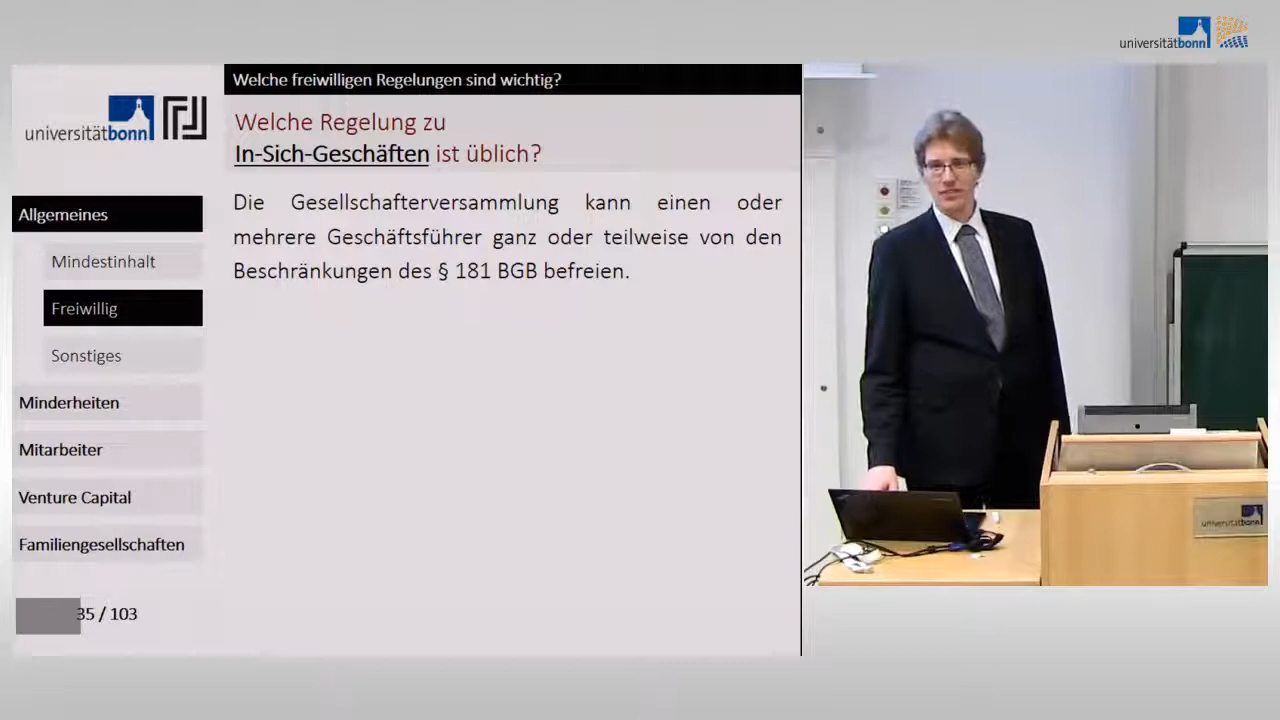 universitätbonn
Welche freiwilligen Regelungen sind wichtig?
universitätbonn
Welche Regelung zu
In-Sich-Geschäften ist üblich?
Die Gesellschafterversammlung kann einen oder
mehrere Geschäftsführer ganz oder teilweise von den
Beschränkungen des § 181 BGB befreien.
Allgemeines
Mindestinhalt
Freiwillig
Sonstiges
Minderheiten
Mitarbeiter
Venture Capital
Familiengesellschaften
35 / 103
universitätbonn